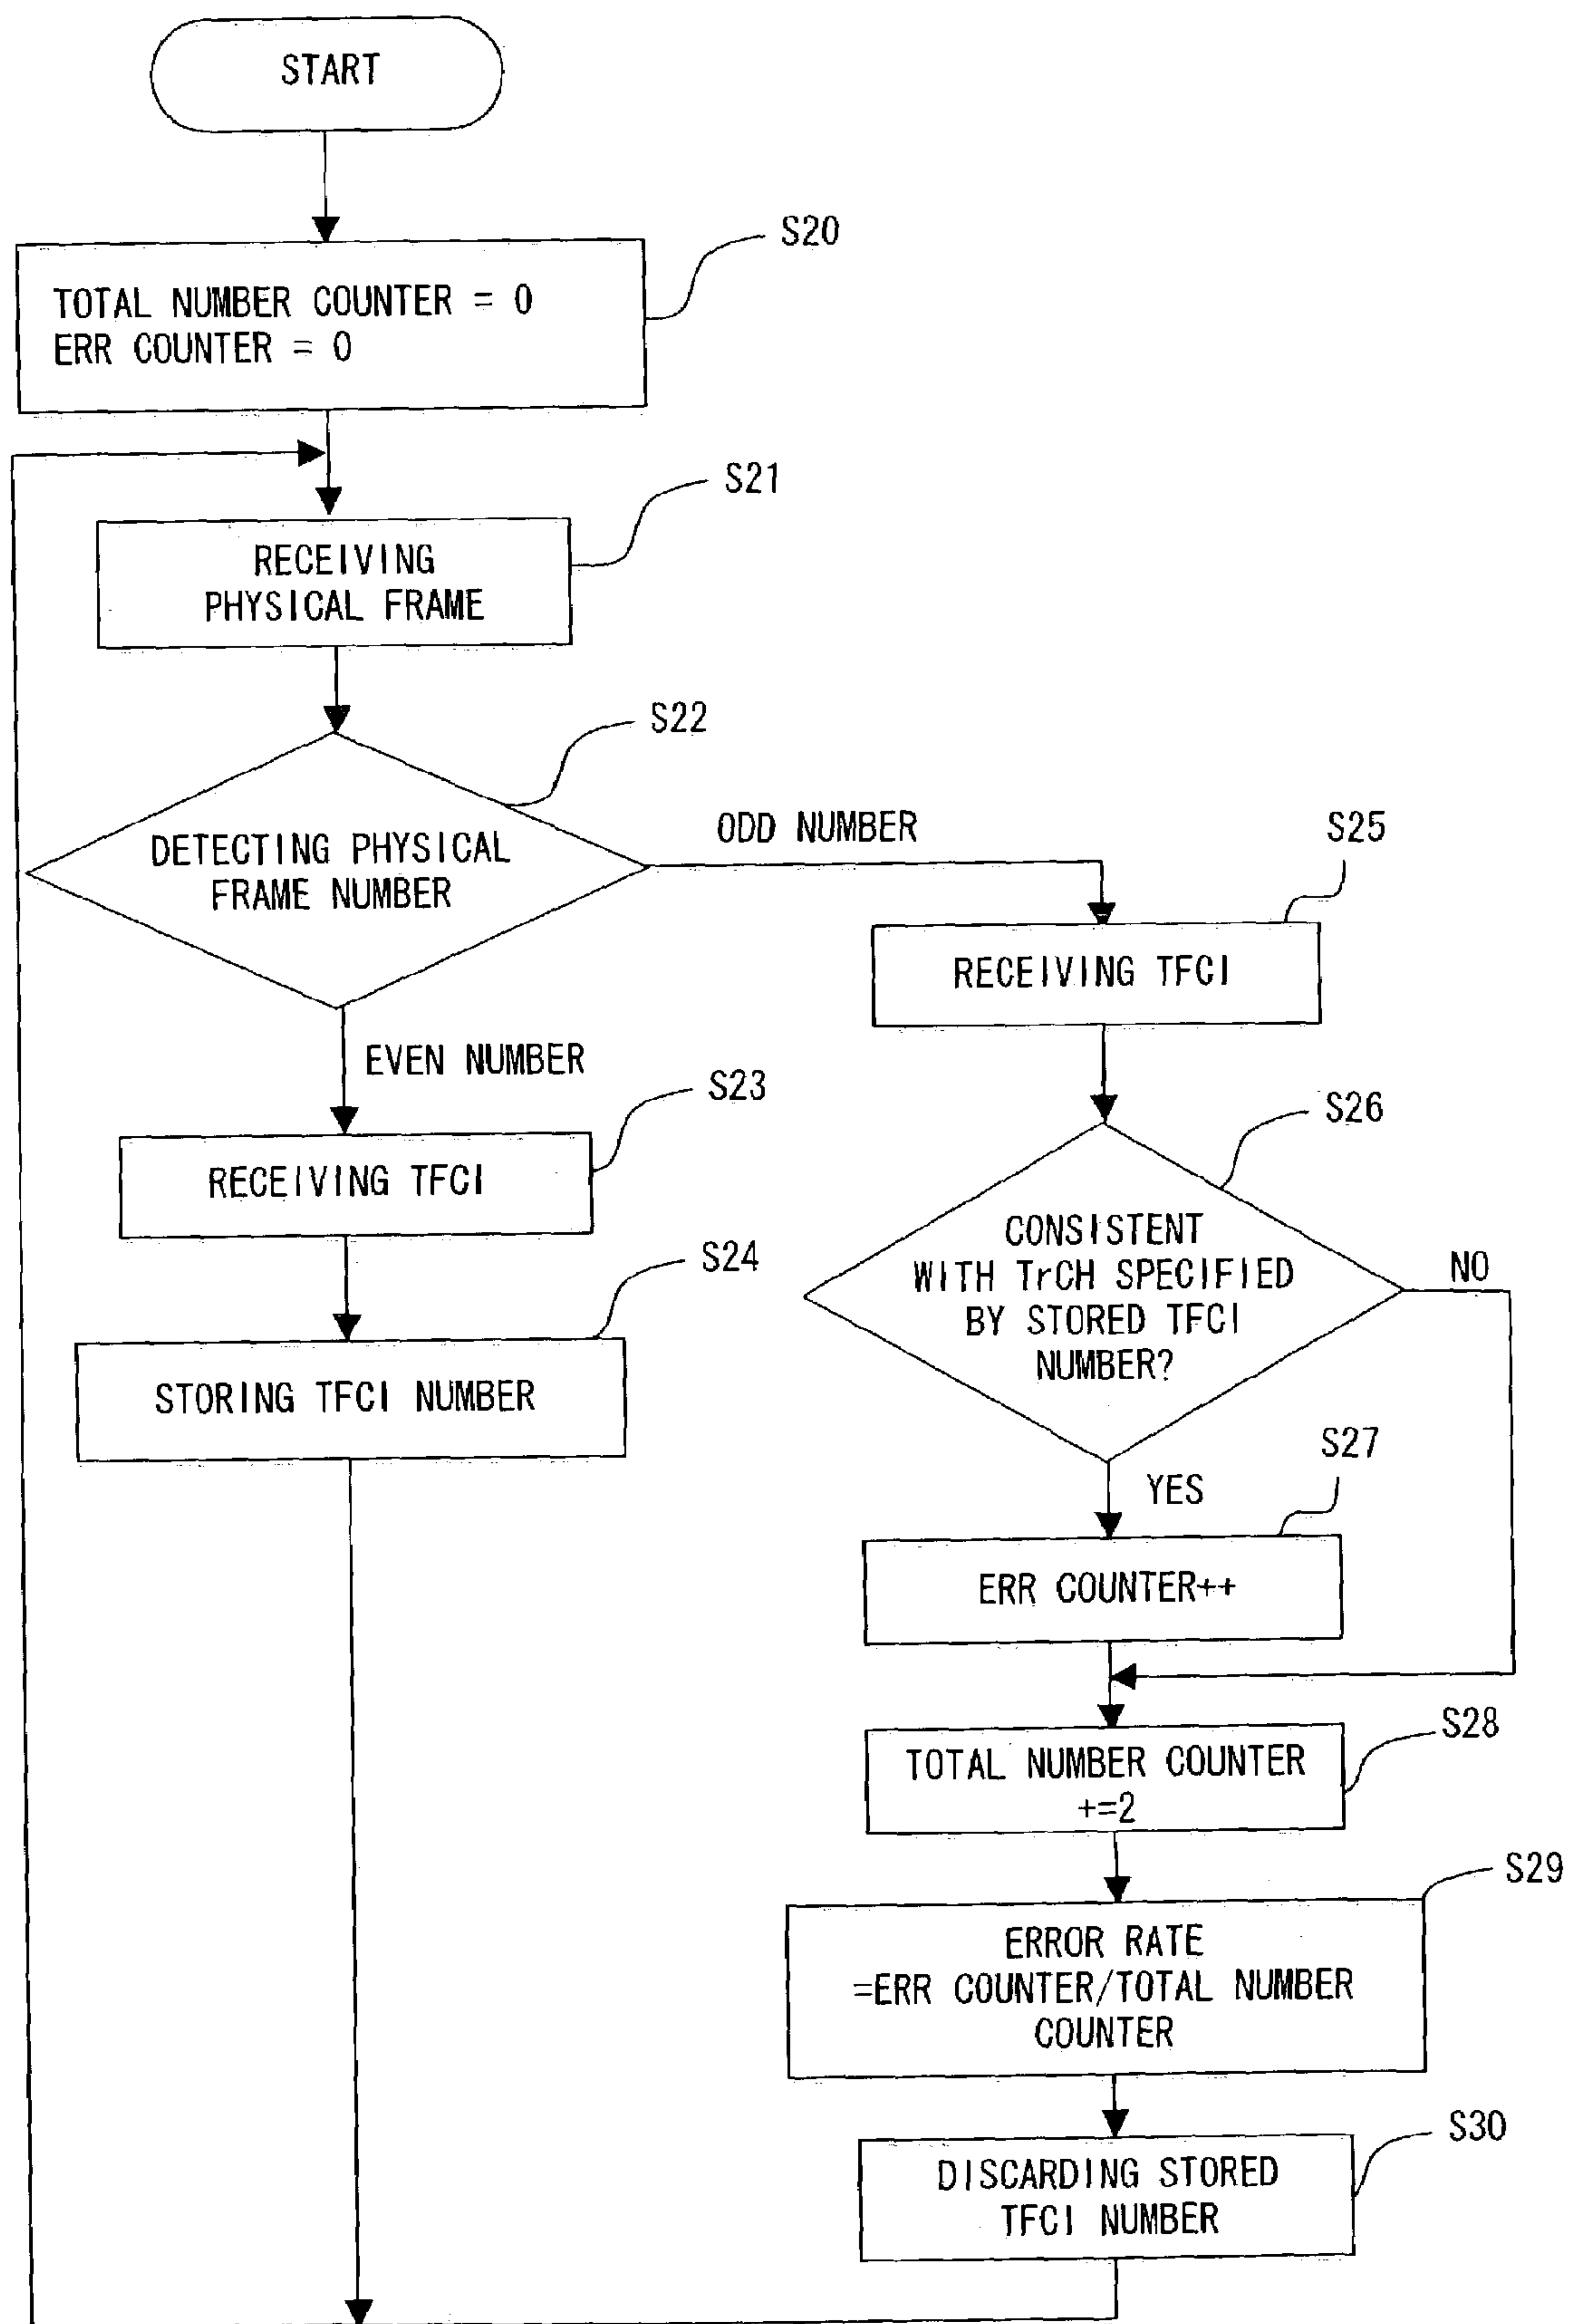 START
S20
TOTAL NUMBER COUNTER = 0
ERR COUNTER = 0
S21
RECEIVING
PHYSICAL FRAME
S22
DETECTING PHYSICAL
FRAME NUMBER
ODD NUMBER
EVEN NUMBER
S23
RECEIVING TFCI
S24
STORING TFCI NUMBER
S25
RECEIVING TFCI
S26
CONSISTENT
WITH TrCH SPECIFIED
BY STORED TFCI
NUMBER?
NO
YES
S27
ERR COUNTER++
S28
TOTAL NUMBER COUNTER
+=2
S29
ERROR RATE
=ERR COUNTER/TOTAL NUMBER
COUNTER
S30
DISCARDING STORED
TFCI NUMBER